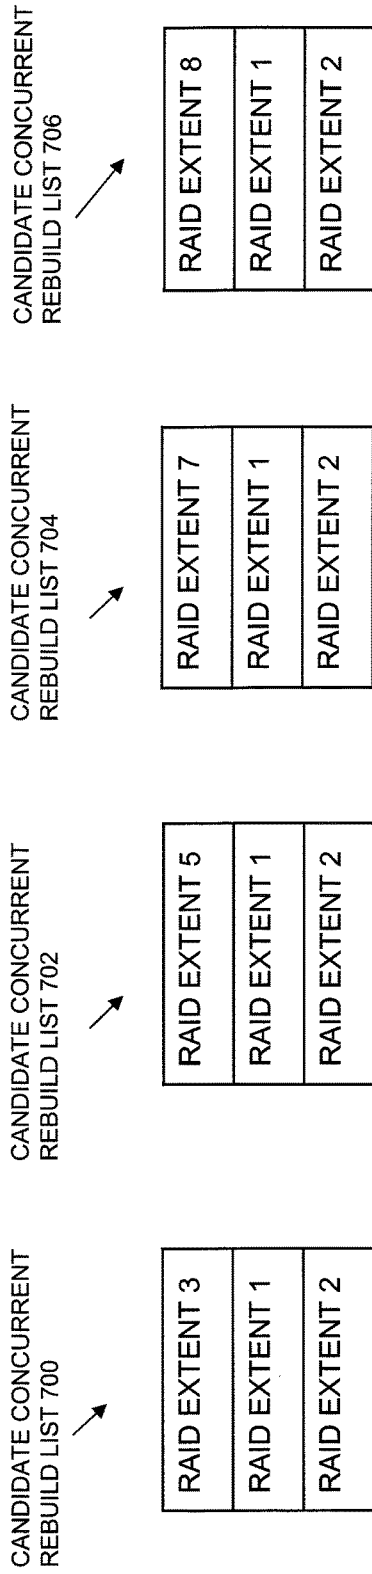 CANDIDATE CONCURRENT
REBUILD LIST 700
RAID EXTENT 3
RAID EXTENT 1
RAID EXTENT 2
CANDIDATE CONCURRENT
REBUILD LIST 702
RAID EXTENT 5
RAID EXTENT 1
RAID EXTENT 2
CANDIDATE CONCURRENT
REBUILD LIST 704
RAID EXTENT 7
RAID EXTENT 1
RAID EXTENT 2
CANDIDATE CONCURRENT
REBUILD LIST 706
RAID EXTENT 8
RAID EXTENT 1
RAID EXTENT 2